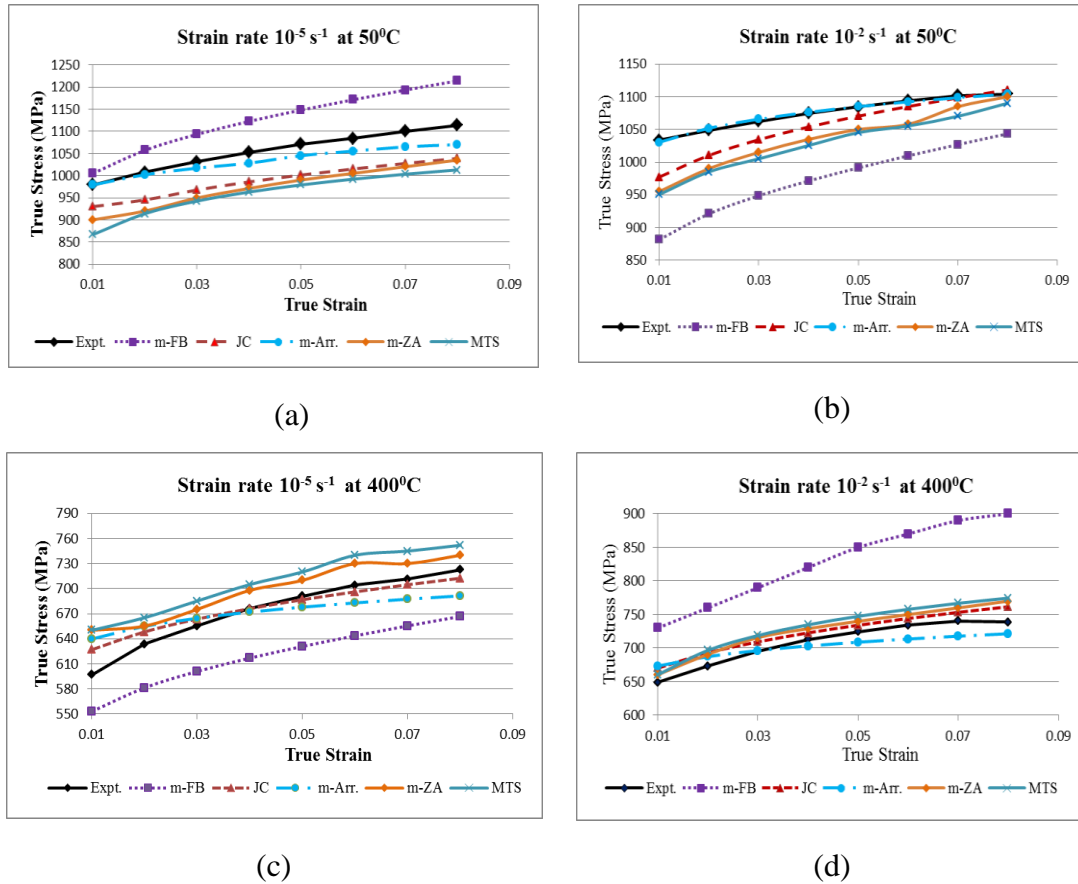 Strain rate 10⁻⁵ s⁻¹ at 50⁰C
True Stress (MPa)
1250
1200
1150
1100
1050
1000
950
900
850
800
0.01 0.03 0.05 0.07 0.09
True Strain
Expt. m-FB JC m-Arr. m-ZA MTS
(a)
Strain rate 10⁻² s⁻¹ at 50⁰C
True Stress (MPa)
1150
1100
1050
1000
950
900
850
0.01 0.03 0.05 0.07 0.09
True Strain
Expt. m-FB JC m-Arr. m-ZA MTS
(b)
Strain rate 10⁻⁵ s⁻¹ at 400⁰C
True Stress (MPa)
790
760
730
700
670
640
610
580
550
0.01 0.03 0.05 0.07 0.09
True Strain
Expt. m-FB JC m-Arr. m-ZA MTS
(c)
Strain rate 10⁻² s⁻¹ at 400⁰C
True Stress (MPa)
900
850
800
750
700
650
600
0.01 0.03 0.05 0.07 0.09
True Strain
Expt. m-FB JC m-Arr. m-ZA MTS
(d)